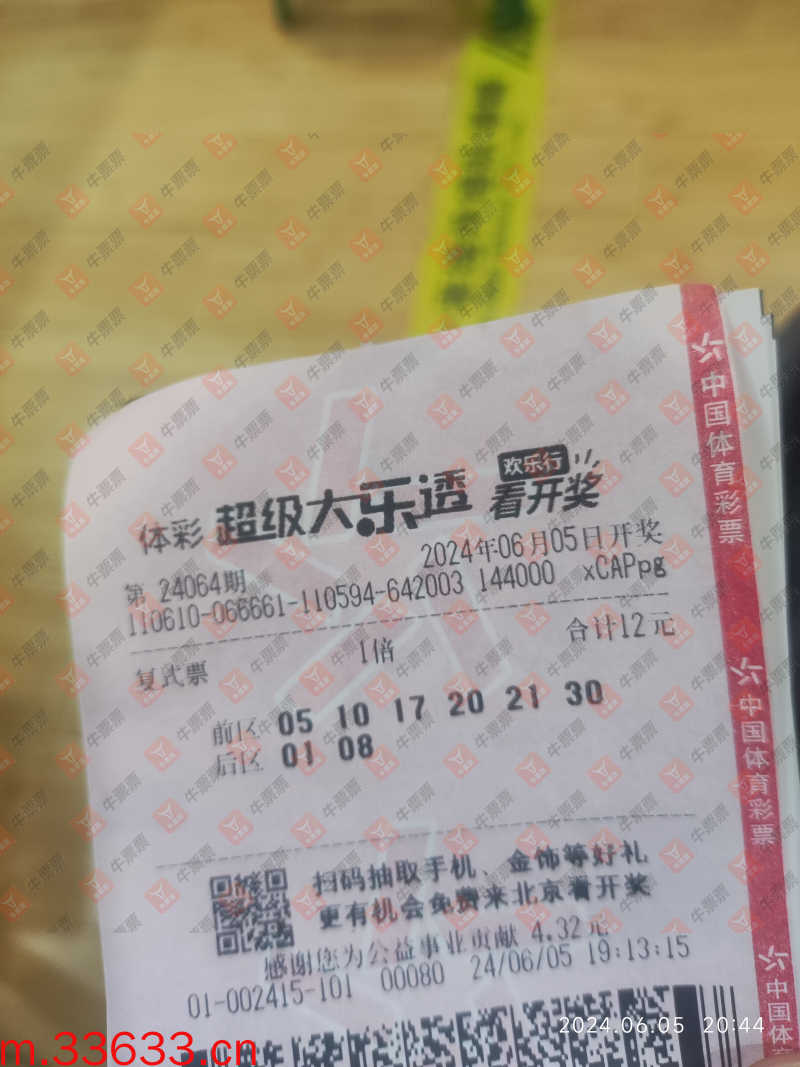 欢乐行
体彩 超级大乐透 看开奖
第 24064期 2024年06月05日开奖
110610-066661-110594-642003 144000 xCAPpg
复式票 1倍 合计12元
前区 05 10 17 20 21 30
后区 01 08
扫码抽取手机、金饰等好礼
更有机会免费来北京看开奖
感谢您为公益事业贡献 4.32元
01-002415-101 00080 24/06/05 19:13:15
中国体育彩票
中国体育彩票
中国体
牛票票
2024.06.05 20:44
m.33633.cn